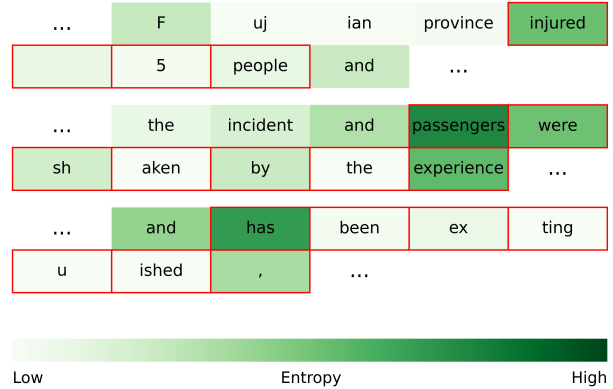 ... F uj ian province injured
5 people and ...
... the incident and passengers were
sh aken by the experience ...
... and has been ex ting
u ished , ...
Low Entropy High